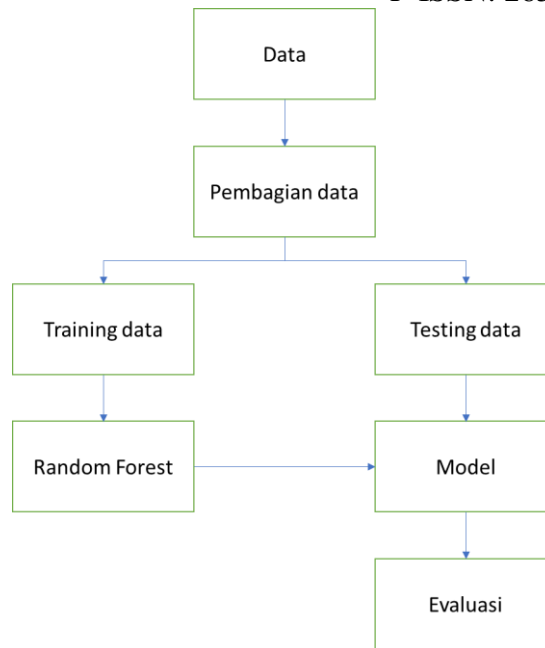 Data
Pembagian data
Training data
Testing data
Random Forest
Model
Evaluasi